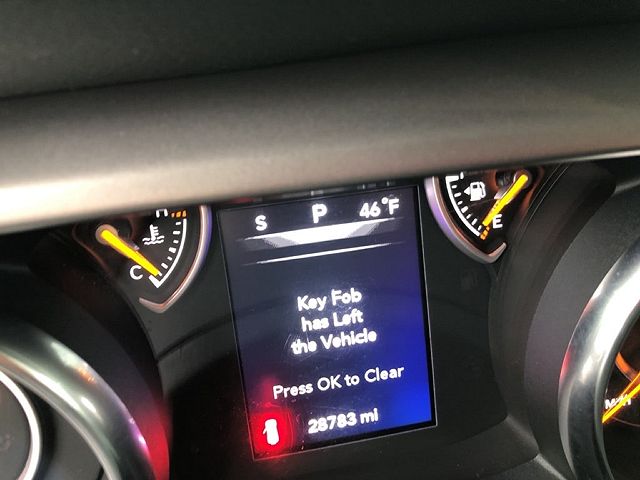 S P 46°F
H
C
E
Key Fob
has Left
the Vehicle
Press OK to Clear
28783 mi